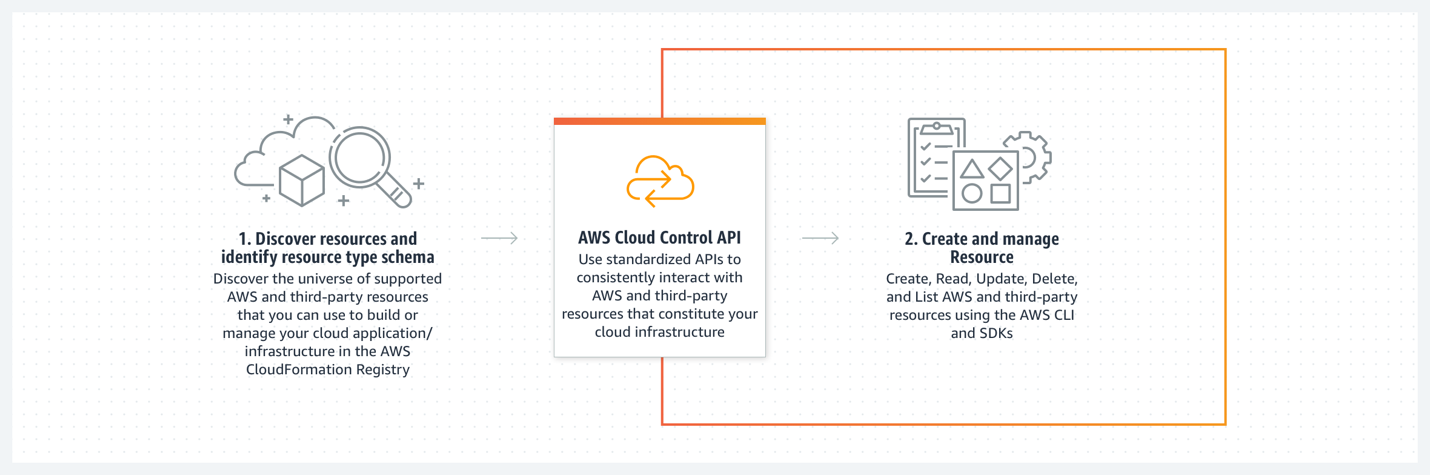 1. Discover resources and
identify resource type schema
Discover the universe of supported
AWS and third-party resources
that you can use to build or
manage your cloud application/
infrastructure in the AWS
CloudFormation Registry
AWS Cloud Control API
Use standardized APIs to
consistently interact with
AWS and third-party
resources that constitute your
cloud infrastructure
2. Create and manage
Resource
Create, Read, Update, Delete,
and List AWS and third-party
resources using the AWS CLI
and SDKs